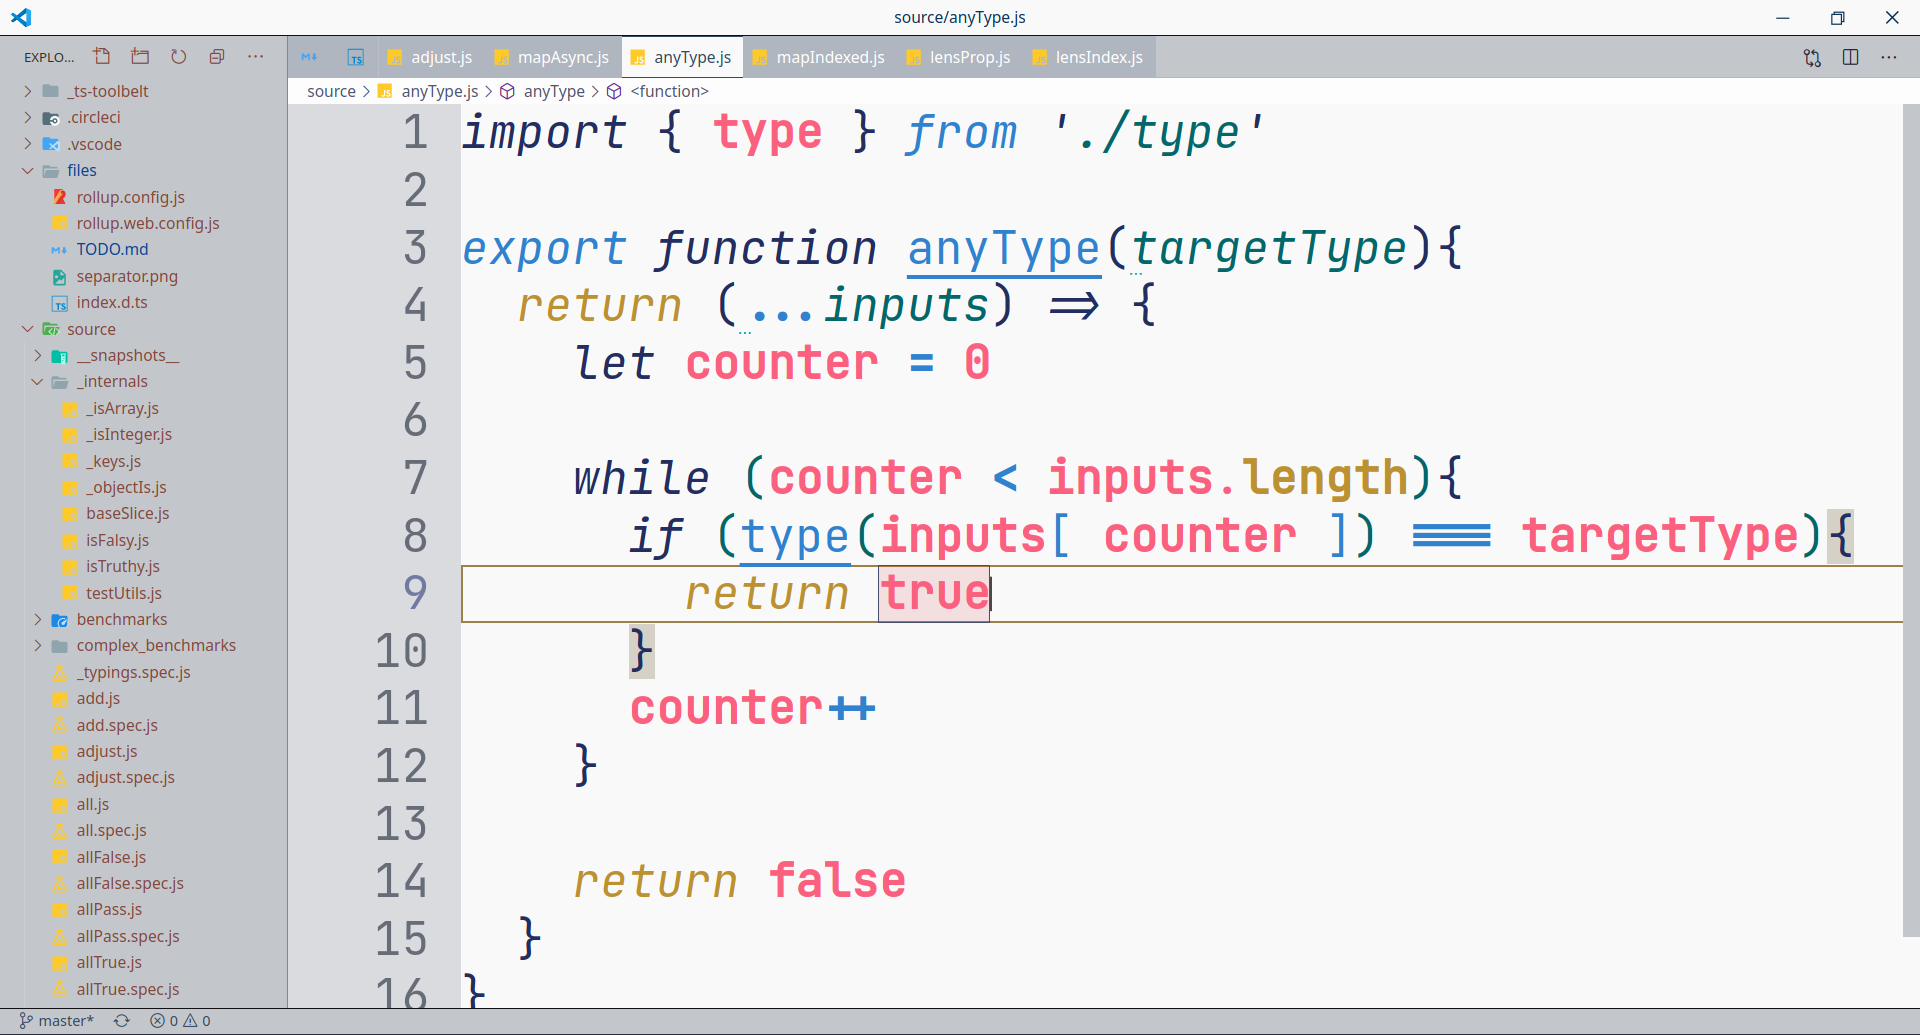 source/anyType.js
EXPLO...
_ts-toolbelt
.circleci
.vscode
files
rollup.config.js
rollup.web.config.js
TODO.md
separator.png
index.d.ts
source
__snapshots__
_internals
_isArray.js
_isInteger.js
_keys.js
_objectIs.js
baseSlice.js
isFalsy.js
isTruthy.js
testUtils.js
benchmarks
complex_benchmarks
_typings.spec.js
add.js
add.spec.js
adjust.js
adjust.spec.js
all.js
all.spec.js
allFalse.js
allFalse.spec.js
allPass.js
allPass.spec.js
allTrue.js
allTrue.spec.js
adjust.js mapAsync.js anyType.js mapIndexed.js lensProp.js lensIndex.js
source > anyType.js > anyType > <function>
1 import { type } from './type'
2
3 export function anyType(targetType){
4 return (...inputs) => {
5 let counter = 0
6
7 while (counter < inputs.length){
8 if (type(inputs[ counter ]) === targetType){
9 return true
10 }
11 counter++
12 }
13
14 return false
15 }
16 }
master* 0 0